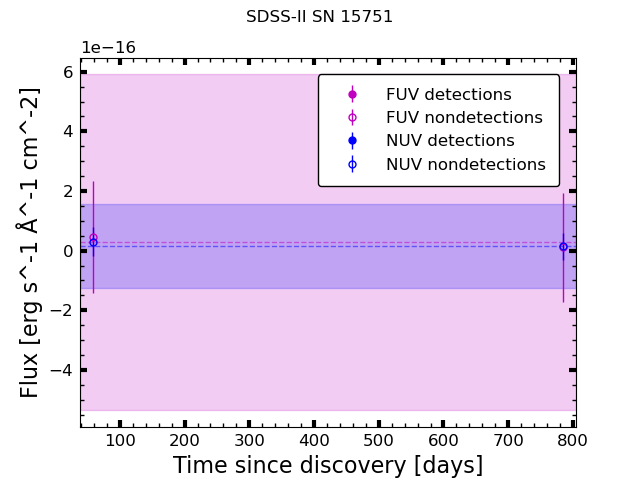 SDSS-II SN 15751
1e−16
FUV detections
FUV nondetections
NUV detections
NUV nondetections
6
4
2
0
−2
−4
Flux [erg s^-1 Å^-1 cm^-2]
100 200 300 400 500 600 700 800
Time since discovery [days]